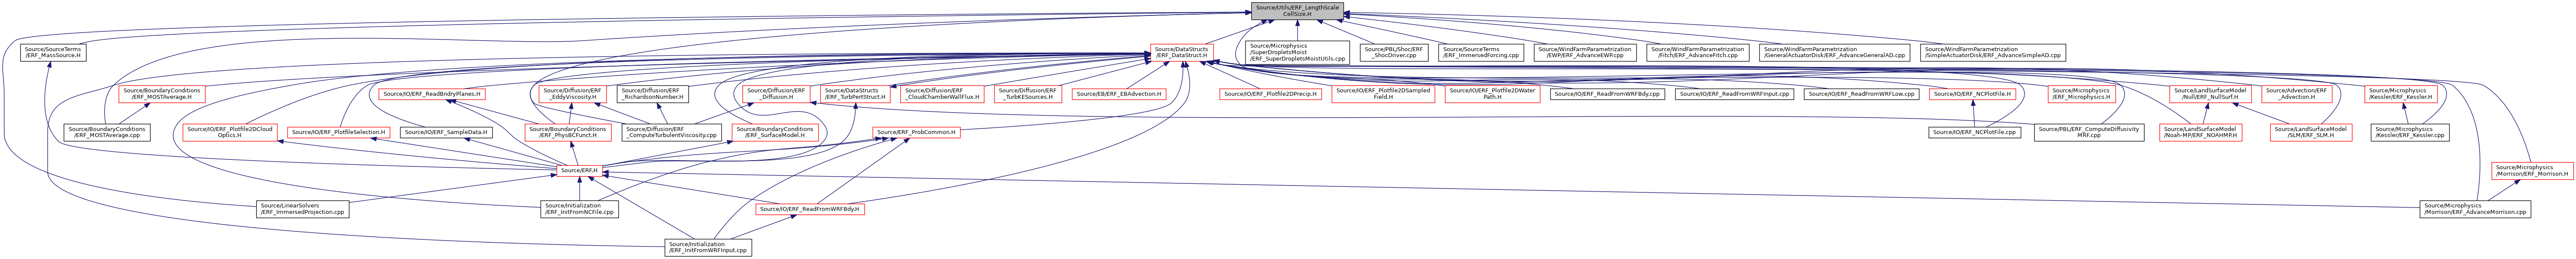 Source/Utils/ERF_LengthScale
CellSize.H
Source/SourceTerms
/ERF_MassSource.H
Source/DataStructs
/ERF_DataStruct.H
Source/Microphysics
/SuperDropletsMoist
/ERF_SuperDropletsMoistUtils.cpp
Source/PBL/Shoc/ERF
_ShocDriver.cpp
Source/SourceTerms
/ERF_ImmersedForcing.cpp
Source/WindFarmParametrization
/EWP/ERF_AdvanceEWP.cpp
Source/WindFarmParametrization
/Fitch/ERF_AdvanceFitch.cpp
Source/WindFarmParametrization
/GeneralActuatorDisk/ERF_AdvanceGeneralAD.cpp
Source/WindFarmParametrization
/SimpleActuatorDisk/ERF_AdvanceSimpleAD.cpp
Source/BoundaryConditions
/ERF_MOSTAverage.H
Source/IO/ERF_ReadBndryPlanes.H
Source/Diffusion/ERF
_EddyViscosity.H
Source/Diffusion/ERF
_RichardsonNumber.H
Source/Diffusion/ERF
_Diffusion.H
Source/DataStructs
/ERF_TurbPertStruct.H
Source/Diffusion/ERF
_CloudChamberWallFlux.H
Source/Diffusion/ERF
_TurbKESources.H
Source/EB/ERF_EBAdvection.H
Source/IO/ERF_Plotfile2DPrecip.H
Source/IO/ERF_Plotfile2DSampled
Field.H
Source/IO/ERF_Plotfile2DWater
Path.H
Source/IO/ERF_ReadFromWRFBdy.cpp
Source/IO/ERF_ReadFromWRFInput.cpp
Source/IO/ERF_ReadFromWRFLow.cpp
Source/IO/ERF_NCPlotFile.H
Source/Microphysics
/ERF_Microphysics.H
Source/LandSurfaceModel
/Null/ERF_NullSurf.H
Source/Advection/ERF
_Advection.H
Source/Microphysics
/Kessler/ERF_Kessler.H
Source/BoundaryConditions
/ERF_MOSTAverage.cpp
Source/IO/ERF_Plotfile2DCloud
Optics.H
Source/IO/ERF_PlotfileSelection.H
Source/IO/ERF_SampleData.H
Source/BoundaryConditions
/ERF_PhysBCFunct.H
Source/Diffusion/ERF
_ComputeTurbulentViscosity.cpp
Source/BoundaryConditions
/ERF_SurfaceModel.H
Source/ERF_ProbCommon.H
Source/IO/ERF_NCPlotFile.cpp
Source/PBL/ERF_ComputeDiffusivity
MRF.cpp
Source/LandSurfaceModel
/Noah-MP/ERF_NOAHMP.H
Source/LandSurfaceModel
/SLM/ERF_SLM.H
Source/Microphysics
/Kessler/ERF_Kessler.cpp
Source/ERF.H
Source/Microphysics
/Morrison/ERF_Morrison.H
Source/LinearSolvers
/ERF_ImmersedProjection.cpp
Source/Initialization
/ERF_InitFromNCFile.cpp
Source/IO/ERF_ReadFromWRFBdy.H
Source/Microphysics
/Morrison/ERF_AdvanceMorrison.cpp
Source/Initialization
/ERF_InitFromWRFInput.cpp